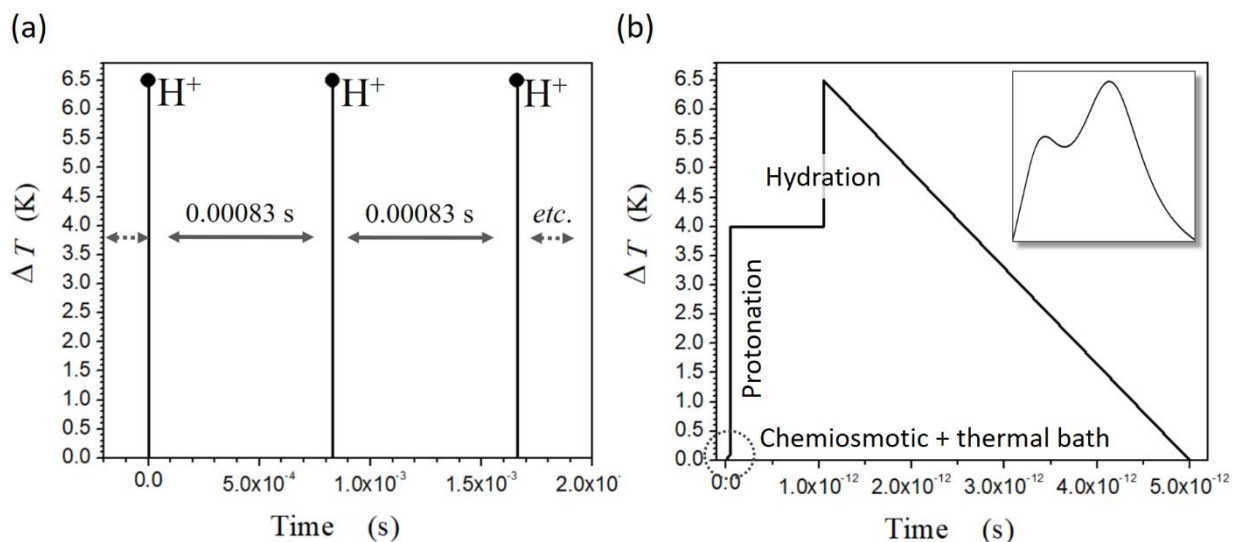 (a)
6.5
6.0
5.5
5.0
4.5
4.0
3.5
3.0
2.5
2.0
1.5
1.0
0.5
0.0
Δ T (K)
H+ H+ H+
0.00083 s 0.00083 s etc.
0.0 5.0x10-4 1.0x10-3 1.5x10-3 2.0x10-
Time (s)
(b)
6.5
6.0
5.5
5.0
4.5
4.0
3.5
3.0
2.5
2.0
1.5
1.0
0.5
0.0
Δ T (K)
Hydration
Protonation
Chemiosmotic + thermal bath
0.0 1.0x10-12 2.0x10-12 3.0x10-12 4.0x10-12 5.0x10-12
Time (s)